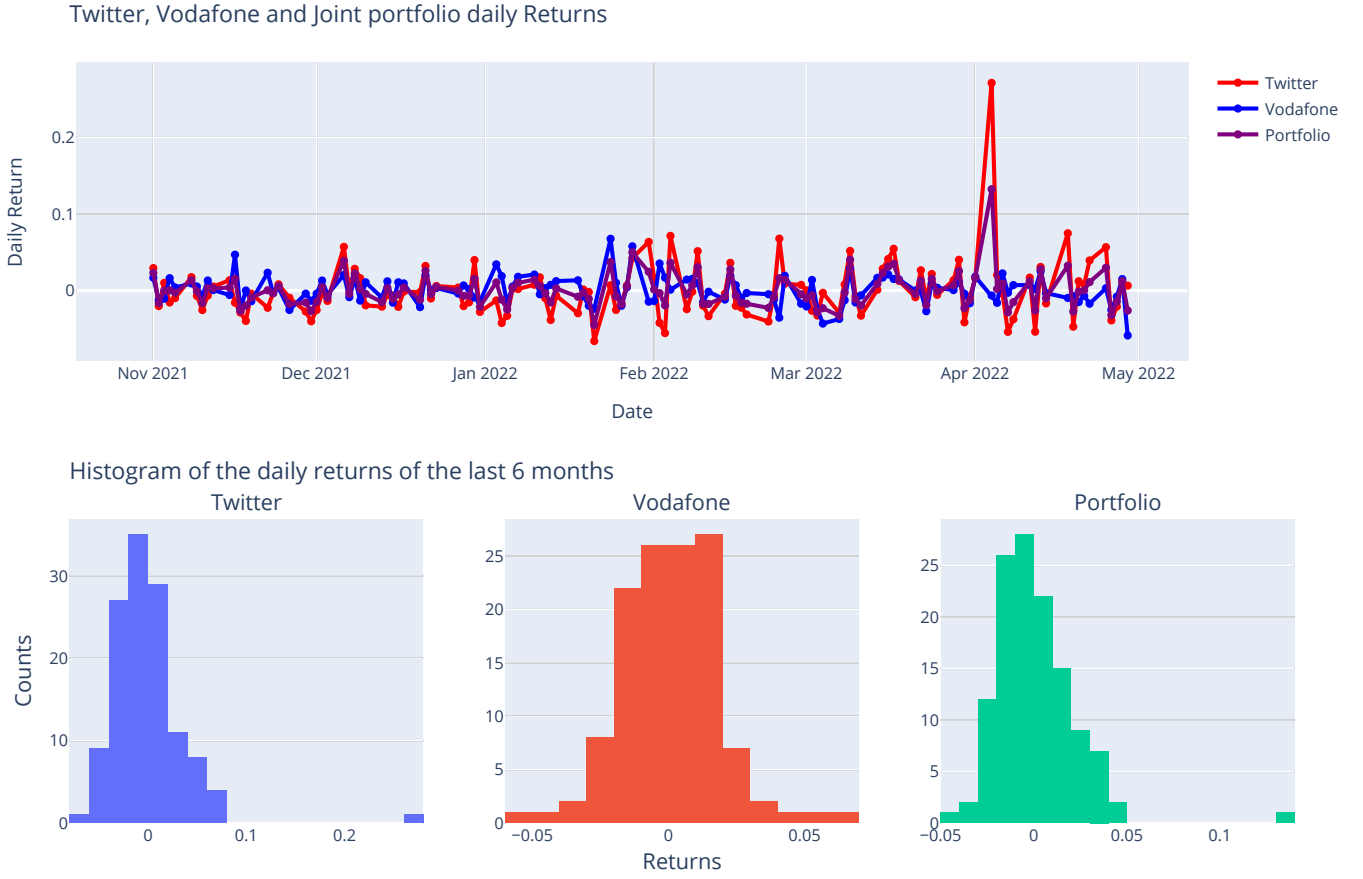 Twitter, Vodafone and Joint portfolio daily Returns
Twitter
Vodafone
Portfolio
Daily Return
0.2
0.1
0
Nov 2021 Dec 2021 Jan 2022 Feb 2022 Mar 2022 Apr 2022 May 2022
Date
Histogram of the daily returns of the last 6 months
Twitter Vodafone Portfolio
Counts
30
20
10
0
0 0.1 0.2
25
20
15
10
5
0
−0.05 0 0.05
25
20
15
10
5
0
−0.05 0 0.05 0.1
Returns